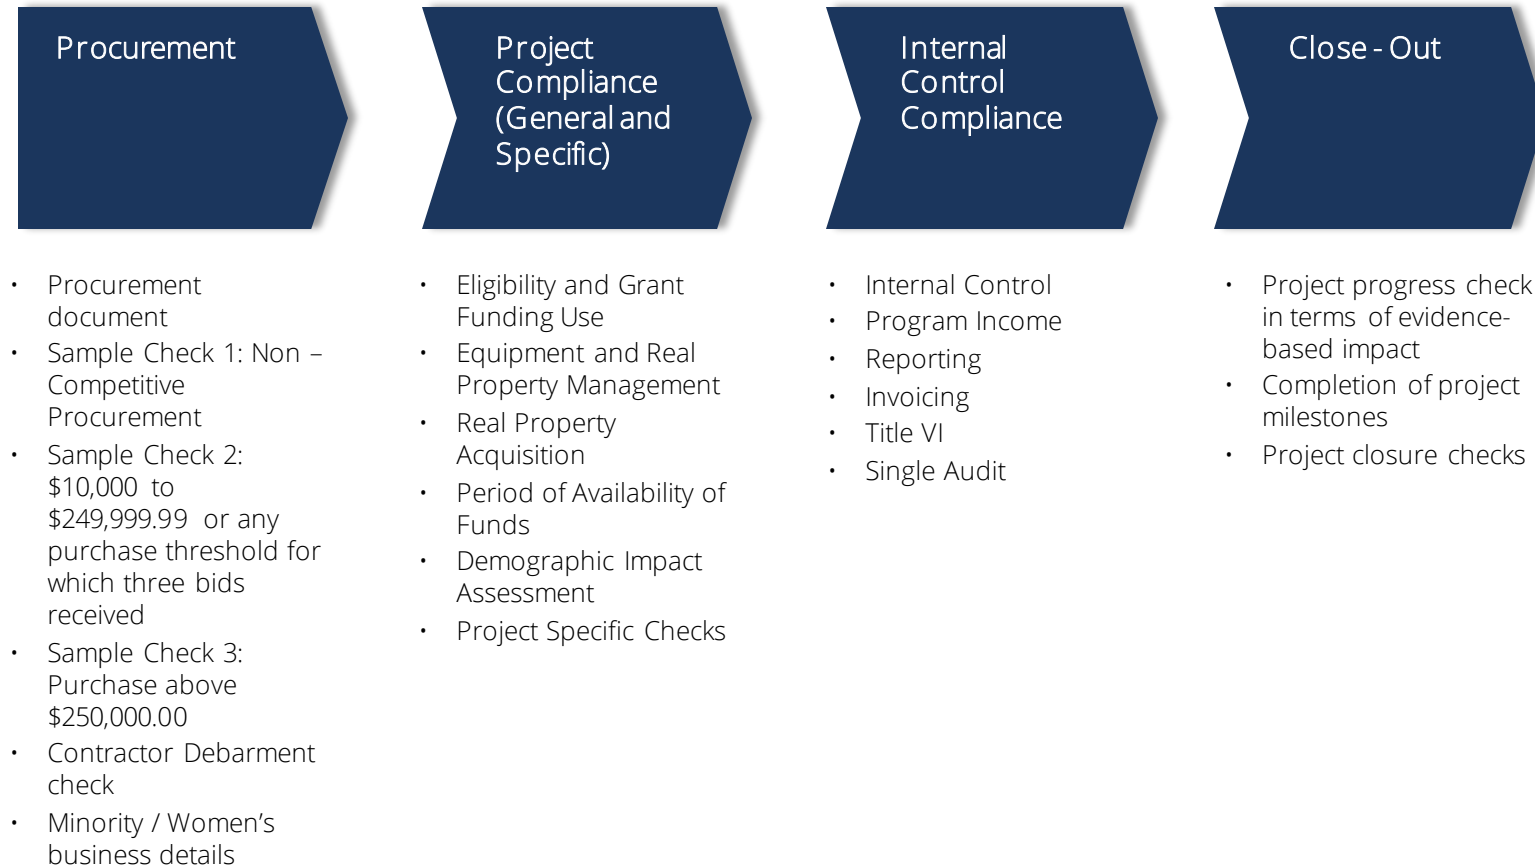 Procurement
Project
Compliance
(General and
Specific)
Internal
Control
Compliance
Close - Out
• Procurement
document
• Sample Check 1: Non –
Competitive
Procurement
• Sample Check 2:
$10,000 to
$249,999.99 or any
purchase threshold for
which three bids
received
• Sample Check 3:
Purchase above
$250,000.00
• Contractor Debarment
check
• Minority / Women’s
business details
• Eligibility and Grant
Funding Use
• Equipment and Real
Property Management
• Real Property
Acquisition
• Period of Availability of
Funds
• Demographic Impact
Assessment
• Project Specific Checks
• Internal Control
• Program Income
• Reporting
• Invoicing
• Title VI
• Single Audit
• Project progress check
in terms of evidence-
based impact
• Completion of project
milestones
• Project closure checks